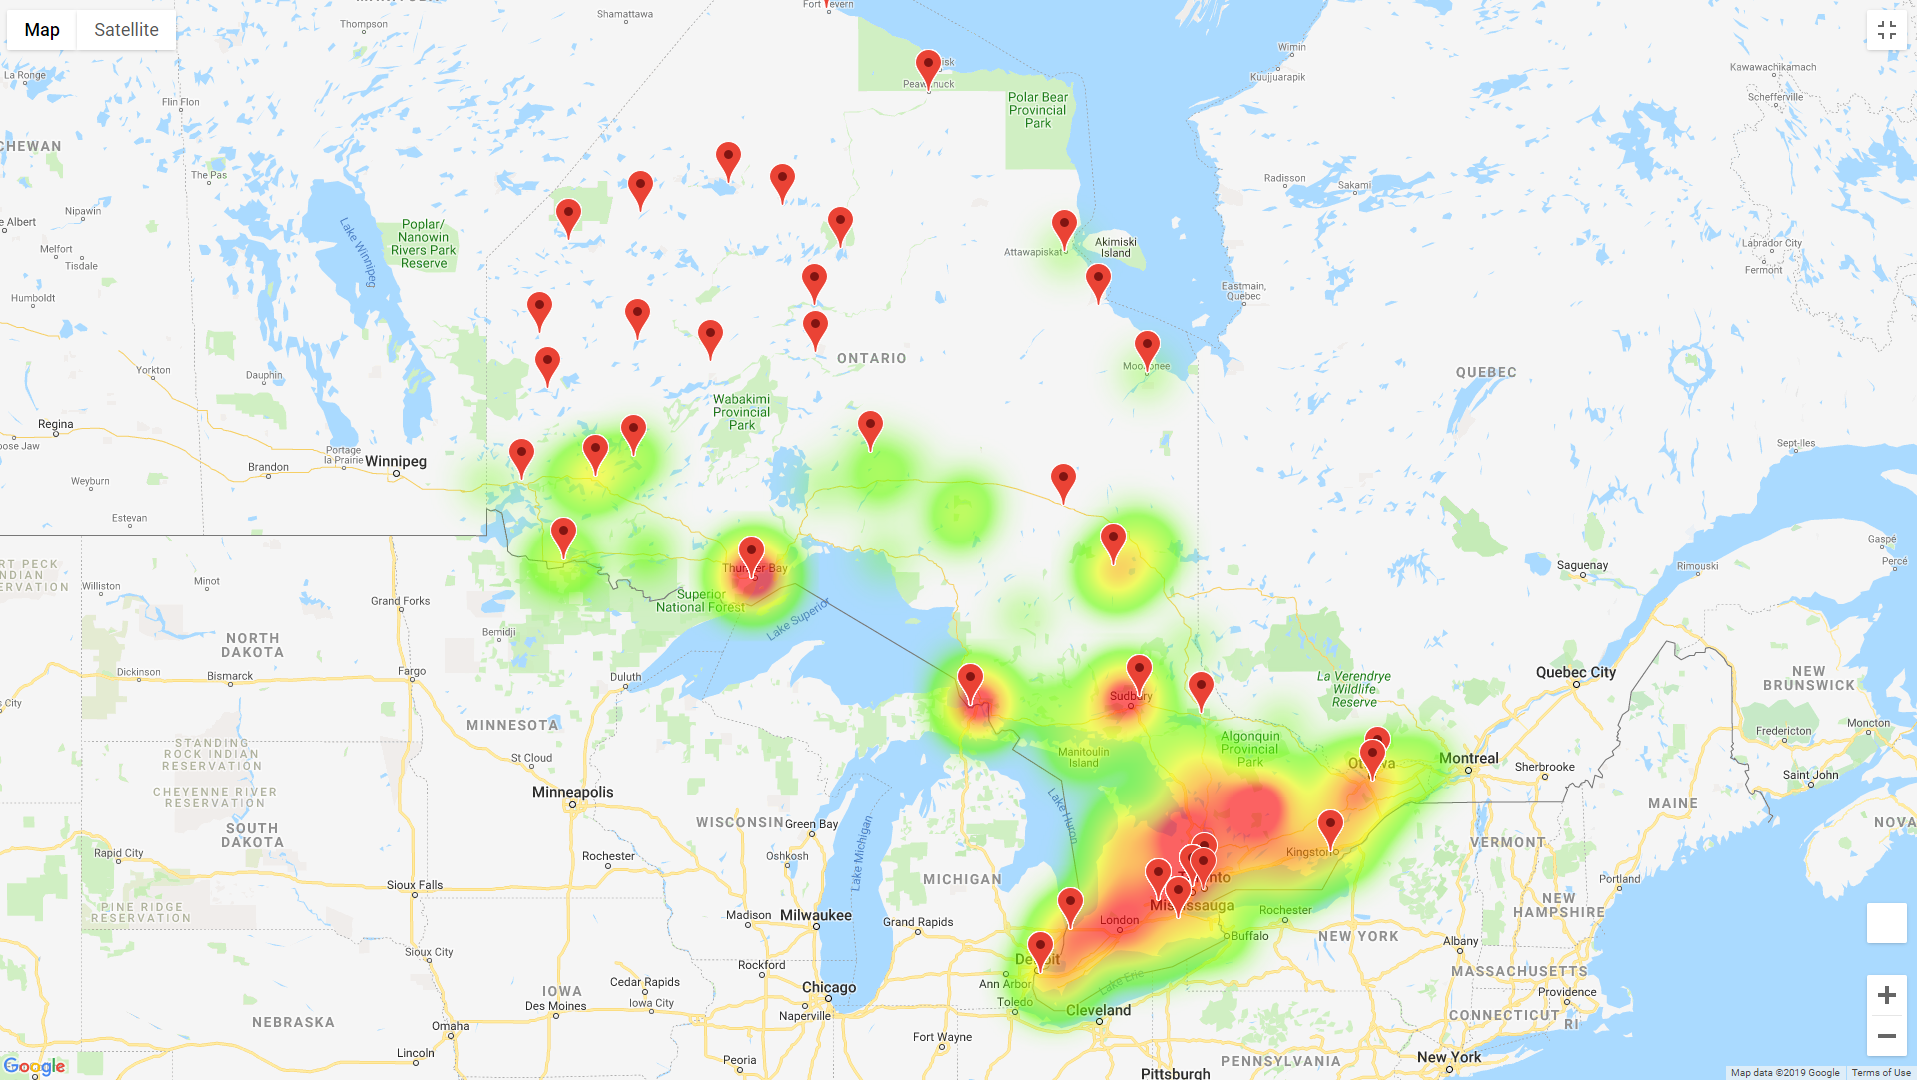 Map
Satellite
Shamattawa
Thompson
Fort Severn
Wimin
Kuujjuarapik
Kawawachikamach
Schefferville
La Ronge
Flin Flon
Peawanuck
Polar Bear
Provincial
Park
CHEWAN
The Pas
Radisson
Sakami
Nipawin
e Albert
Melfort
Tisdale
Poplar/
Nanowin
Rivers Park
Reserve
Lake Winnipeg
Attawapiskat
Akimiski
Island
Labrador City
Fermont
Humboldt
Eastmain,
Quebec
Yorkton
Dauphin
ONTARIO
Moosonee
QUEBEC
Wabakimi
Provincial
Park
Regina
ose Jaw
Portage
la Prairie
Winnipeg
Brandon
Weyburn
Estevan
Sept-Iles
Gaspé
Percé
Rimouski
Saguenay
RT PECK
INDIAN
ERVATION
Williston
Minot
Grand Forks
Thunder Bay
Superior
National Forest
Lake Superior
Bemidji
NORTH
DAKOTA
Dickinson
Bismarck
Fargo
Duluth
s City
Sudbury
La Verendrye
Wildlife
Reserve
Quebec City
NEW
BRUNSWICK
Moncton
Fredericton
Saint John
MINNESOTA
STANDING
ROCK INDIAN
RESERVATION
St Cloud
Manitoulin
Island
Algonquin
Provincial
Park
Ottawa
Montreal
Sherbrooke
CHEYENNE RIVER
RESERVATION
Minneapolis
SOUTH
DAKOTA
WISCONSIN
Green Bay
Lake Michigan
Lake Huron
MAINE
NOVA
VERMONT
Kingston
Rapid City
Rochester
Oshkosh
MICHIGAN
Toronto
Mississauga
Portland
Sioux Falls
PINE RIDGE
RESERVATION
Madison
Milwaukee
Grand Rapids
London
Rochester
Buffalo
NEW YORK
NEW
HAMPSHIRE
Albany
MASSACHUSETTS
Sioux City
Rockford
Detroit
Ann Arbor
Toledo
Lake Erie
Cleveland
Providence
CONNECTICUT
RI
IOWA
Cedar Rapids
Iowa City
Des Moines
Chicago
Naperville
NEBRASKA
Omaha
Lincoln
Fort Wayne
Peoria
PENNSYLVANIA
New York
Pittsburgh
Google
Map data ©2019 Google
Terms of Use